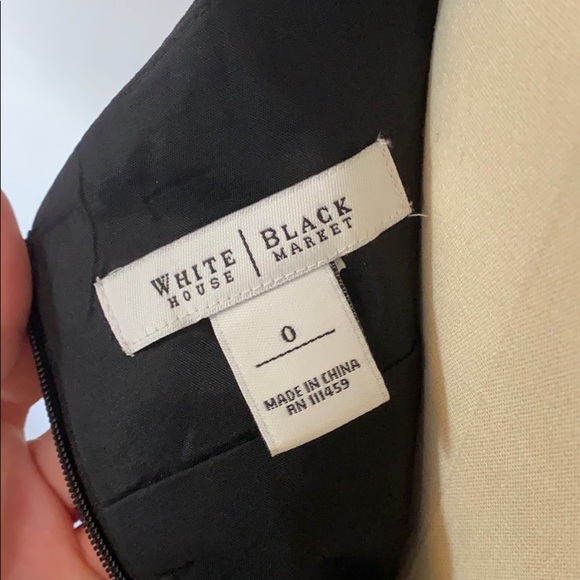 WHITE | BLACK
HOUSE MARKET
0
MADE IN CHINA
RN 111459